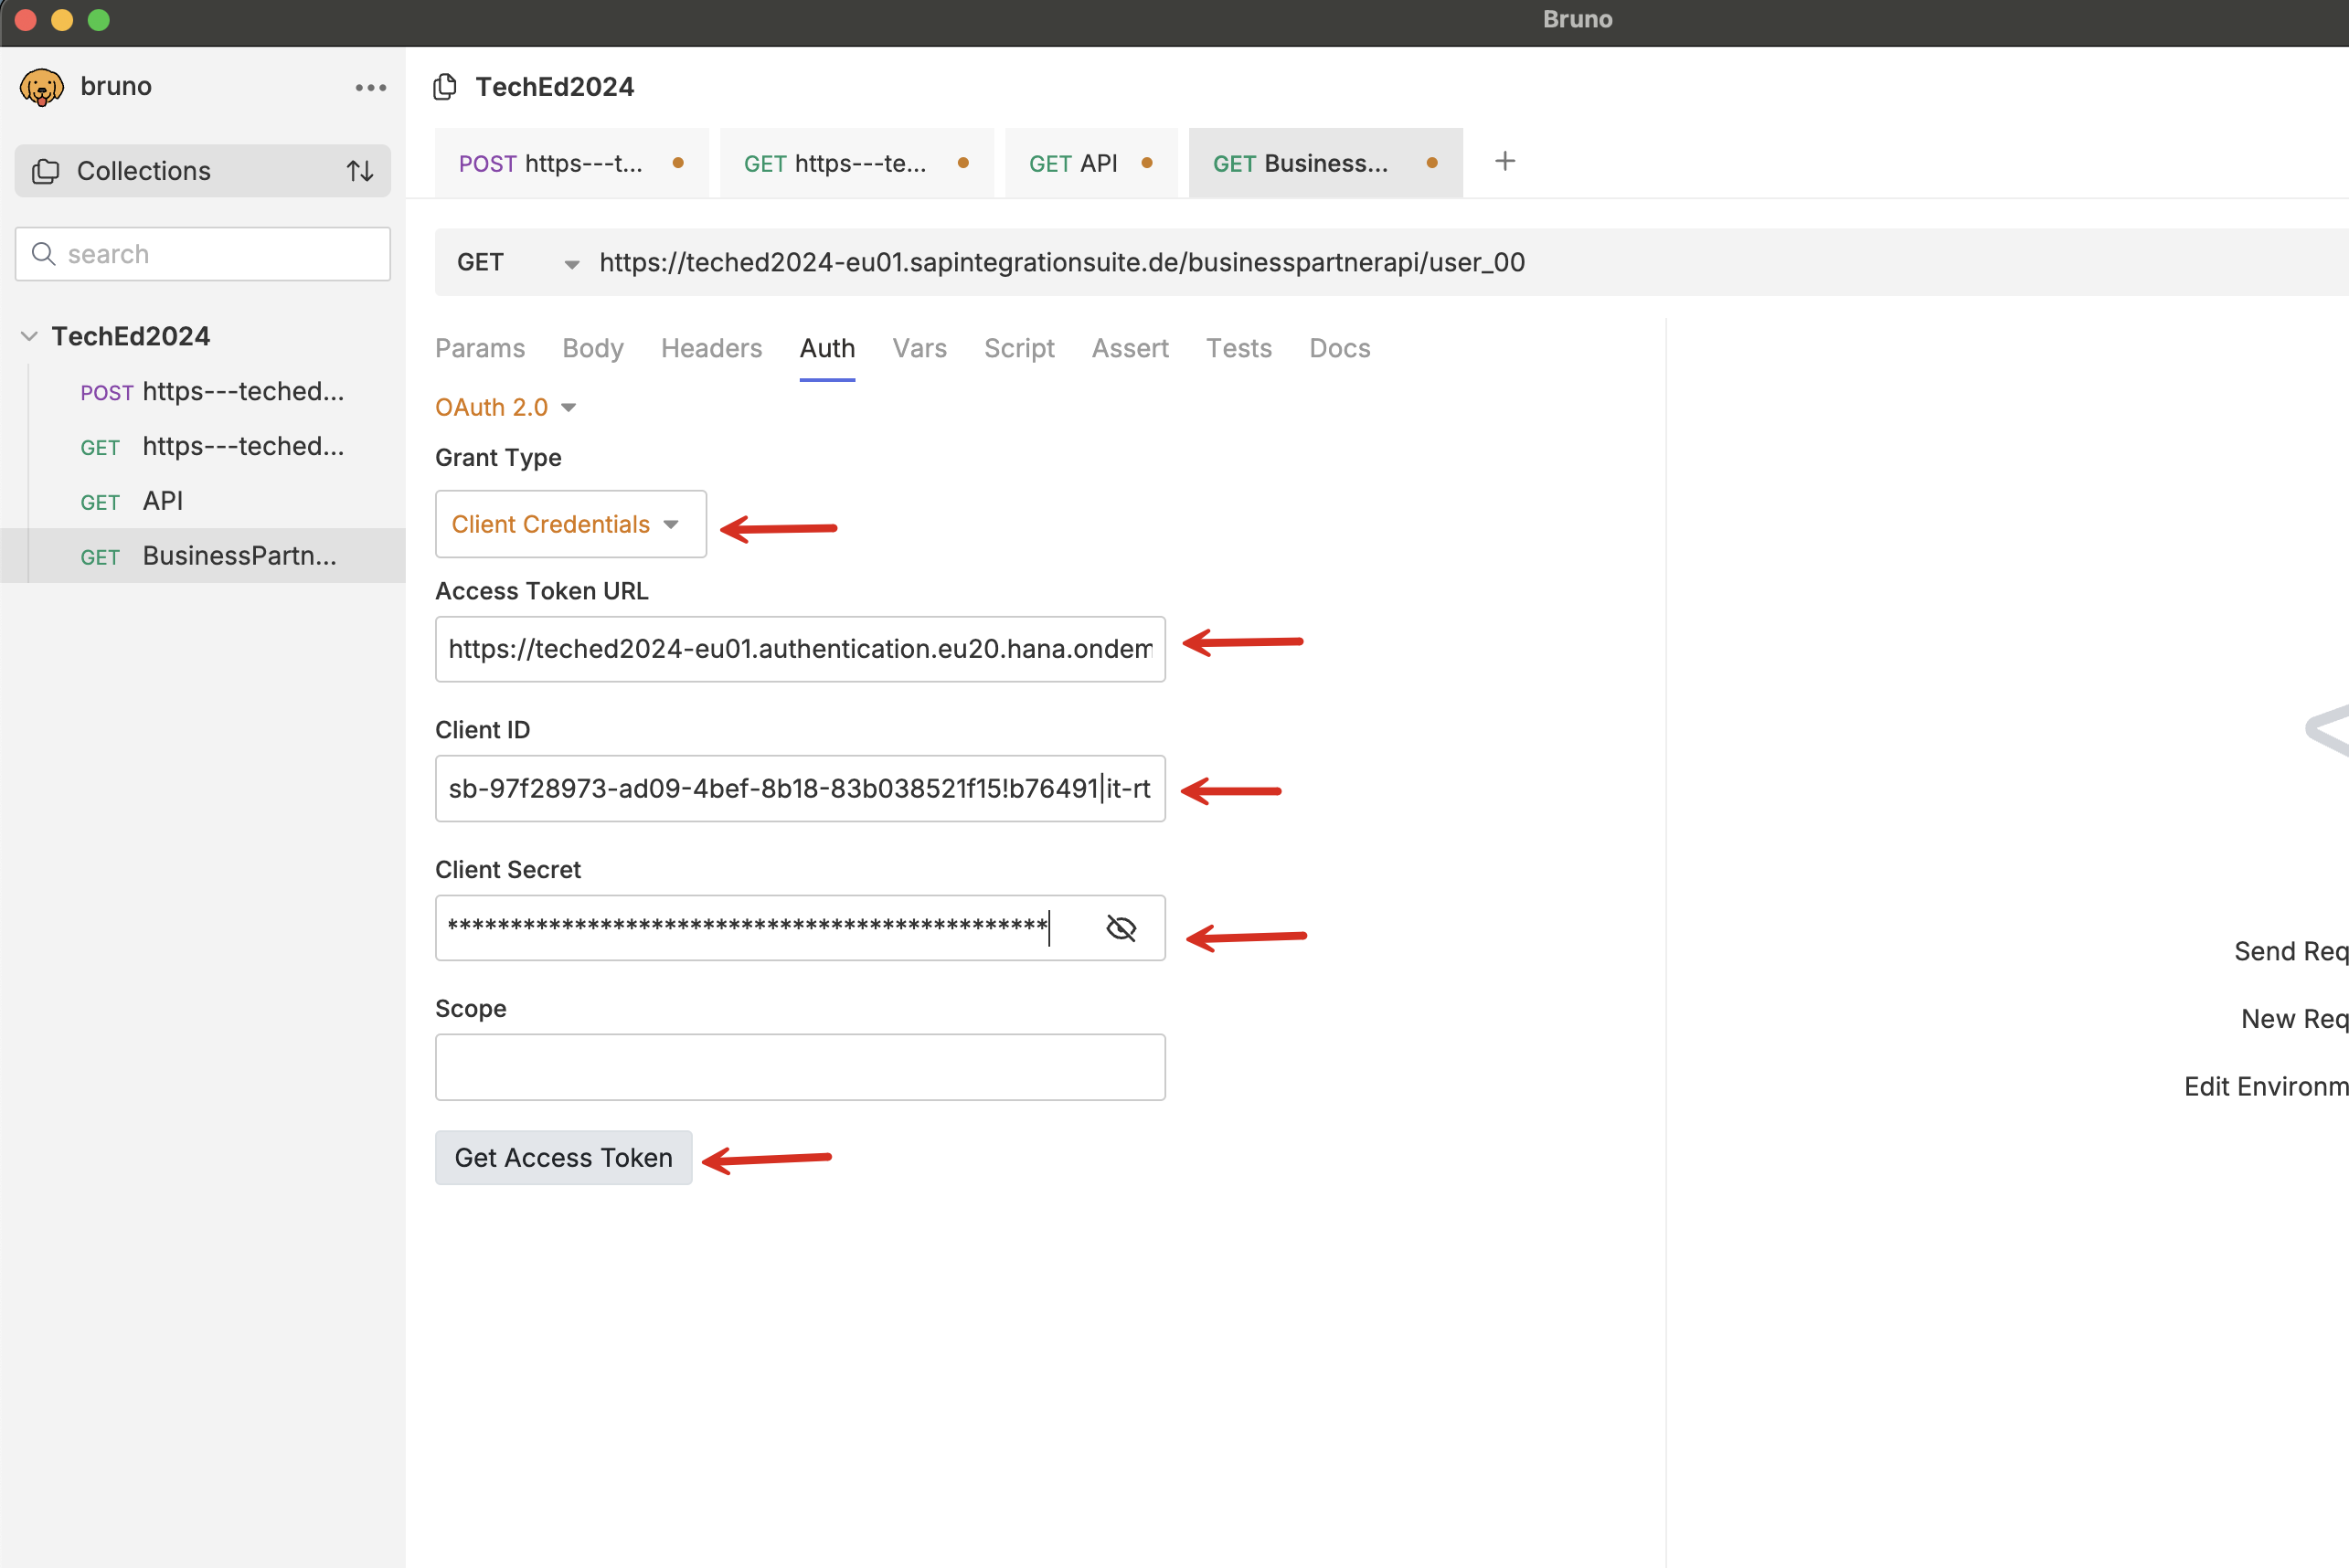 Bruno
bruno
TechEd2024
Collections
search
TechEd2024
POST https---teched...
GET https---teched...
GET API
GET BusinessPartn...
POST https---t...
GET https---te...
GET API
GET Business...
GET https://teched2024-eu01.sapintegrationsuite.de/businesspartnerapi/user_00
Params Body Headers Auth Vars Script Assert Tests Docs
OAuth 2.0
Grant Type
Client Credentials
Access Token URL
https://teched2024-eu01.authentication.eu20.hana.ondem
Client ID
sb-97f28973-ad09-4bef-8b18-83b038521f15!b76491|it-rt
Client Secret
***********************************************
Scope
Get Access Token
Send Req
New Req
Edit Environm